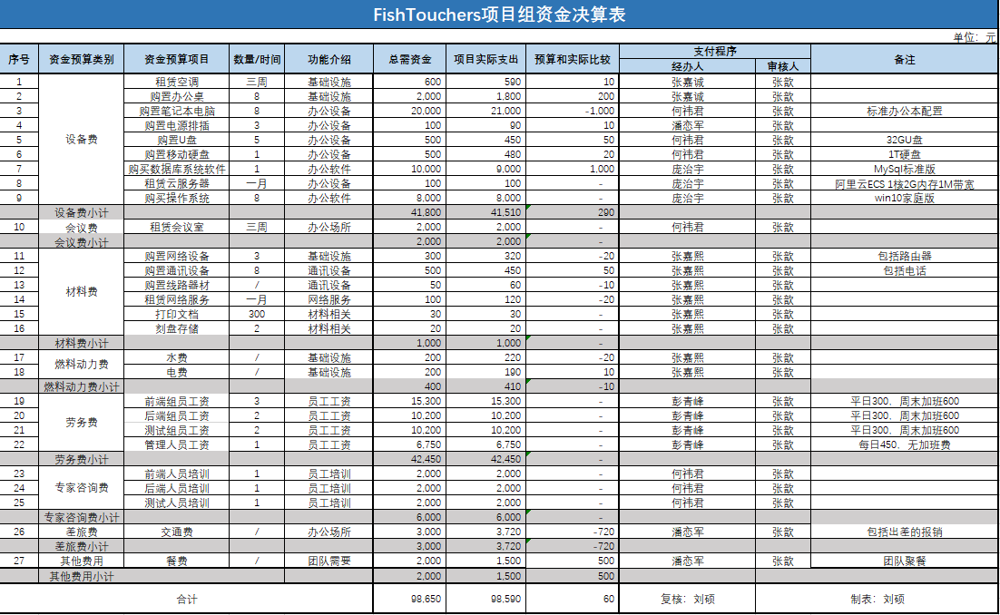 FishTouchers项目组资金决算表
单位：元
序号 资金预算类别 资金预算项目 数量/时间 功能介绍 总需资金 项目实际支出 预算和实际比较 支付程序 备注
经办人 审核人
1 设备费 租赁空调 三周 基础设施 600 590 10 张嘉诚 张歆
2 购置办公桌 8 基础设施 2,000 1,800 200 张嘉诚 张歆
3 购置笔记本电脑 8 办公设备 20,000 21,000 -1,000 何祎君 张歆 标准办公本配置
4 购置电源排插 3 办公设备 100 90 10 潘恋军 张歆
5 购置U盘 5 办公设备 500 450 50 何祎君 张歆 32GU盘
6 购置移动硬盘 1 办公设备 500 480 20 何祎君 张歆 1T硬盘
7 购买数据库系统软件 1 办公软件 10,000 9,000 1,000 庞治宇 张歆 MySql标准版
8 租赁云服务器 一月 办公设备 100 100 - 庞治宇 张歆 阿里云ECS 1核2G内存1M带宽
9 购买操作系统 8 办公软件 8,000 8,000 - 庞治宇 张歆 win10家庭版
设备费小计 41,800 41,510 290
10 会议费 租赁会议室 三周 办公场所 2,000 2,000 - 何祎君 张歆
会议费小计 2,000 2,000 -
11 材料费 购置网络设备 3 基础设施 300 320 -20 张嘉熙 张歆 包括路由器
12 购置通讯设备 8 通讯设备 500 450 50 张嘉熙 张歆 包括电话
13 购置线路器材 / 通讯设备 50 60 -10 张嘉熙 张歆
14 租赁网络服务 一月 网络服务 100 120 -20 张嘉熙 张歆
15 打印文档 300 材料相关 30 30 - 张嘉熙 张歆
16 刻盘存储 2 材料相关 20 20 - 张嘉熙 张歆
材料费小计 1,000 1,000 -
17 燃料动力费 水费 / 基础设施 200 220 -20 张嘉熙 张歆
18 电费 / 基础设施 200 190 10 张嘉熙 张歆
燃料动力费小计 400 410 -10
19 劳务费 前端组员工资 3 员工工资 15,300 15,300 - 彭青峰 张歆 平日300，周末加班600
20 后端组员工资 2 员工工资 10,200 10,200 - 彭青峰 张歆 平日300，周末加班600
21 测试组员工资 2 员工工资 10,200 10,200 - 彭青峰 张歆 平日300，周末加班600
22 管理人员工资 1 员工工资 6,750 6,750 - 彭青峰 张歆 每日450，无加班费
劳务费小计 42,450 42,450 -
23 专家咨询费 前端人员培训 1 员工培训 2,000 2,000 - 何祎君 张歆
24 后端人员培训 1 员工培训 2,000 2,000 - 何祎君 张歆
25 测试人员培训 1 员工培训 2,000 2,000 - 何祎君 张歆
专家咨询费小计 6,000 6,000 -
26 差旅费 交通费 / 办公场所 3,000 3,720 -720 潘恋军 张歆 包括出差的报销
差旅费小计 3,000 3,720 -720
27 其他费用 餐费 / 团队需要 2,000 1,500 500 潘恋军 张歆 团队聚餐
其他费用小计 2,000 1,500 500
合计 98,650 98,590 60 复核：刘硕 制表：刘硕